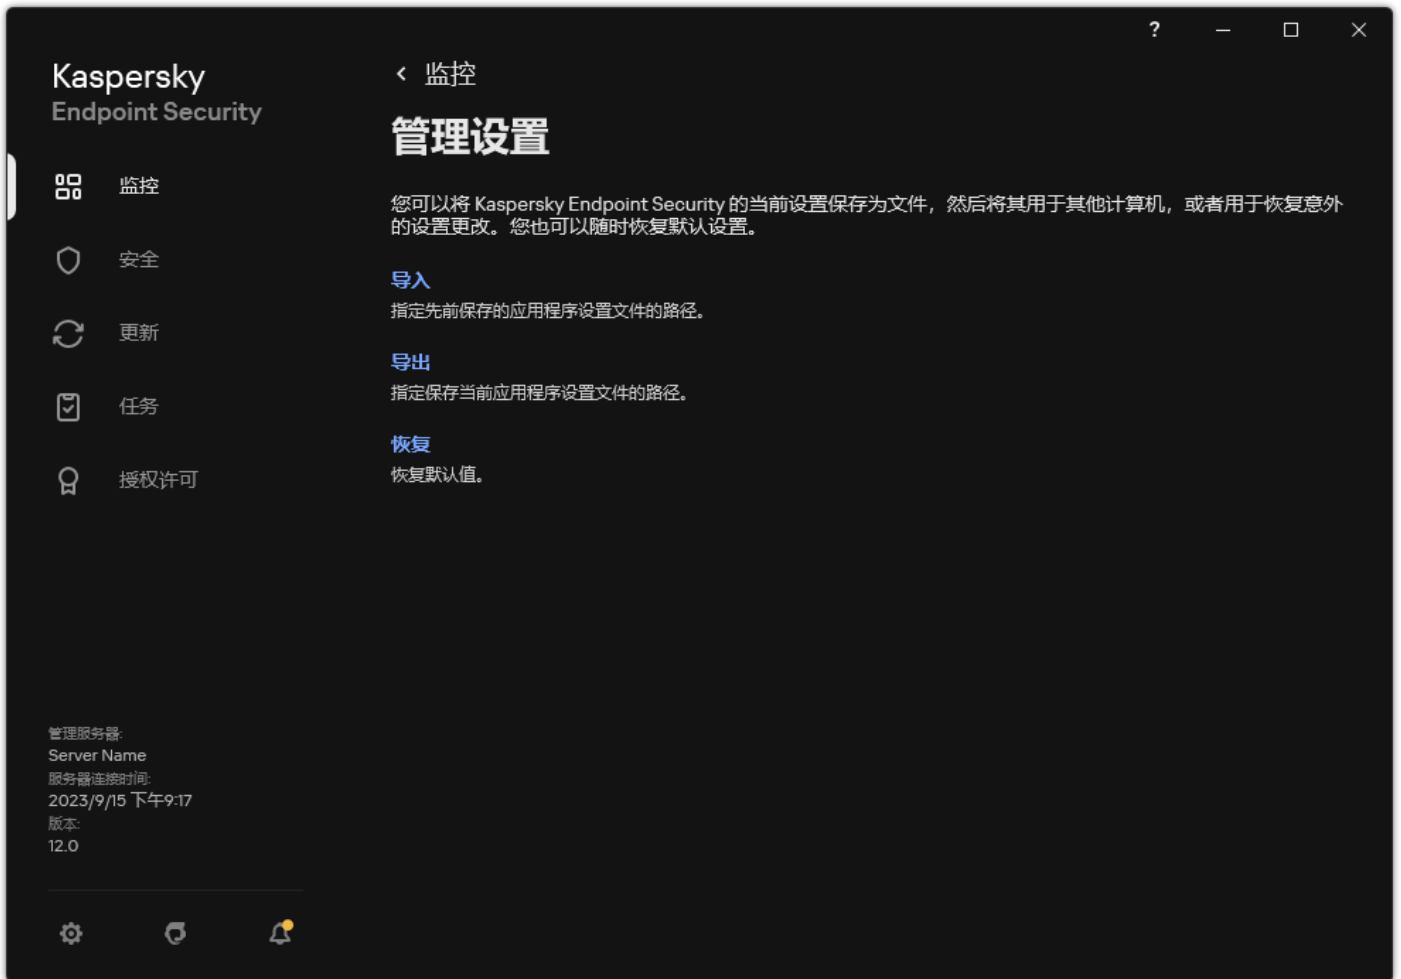 ?
Kaspersky
Endpoint Security
监控
安全
更新
任务
授权许可
管理服务器:
Server Name
服务器连接时间:
2023/9/15 下午9:17
版本:
12.0
监控
管理设置
您可以将 Kaspersky Endpoint Security 的当前设置保存为文件，然后将其用于其他计算机，或者用于恢复意外
的设置更改。您也可以随时恢复默认设置。
导入
指定先前保存的应用程序设置文件的路径。
导出
指定保存当前应用程序设置文件的路径。
恢复
恢复默认值。